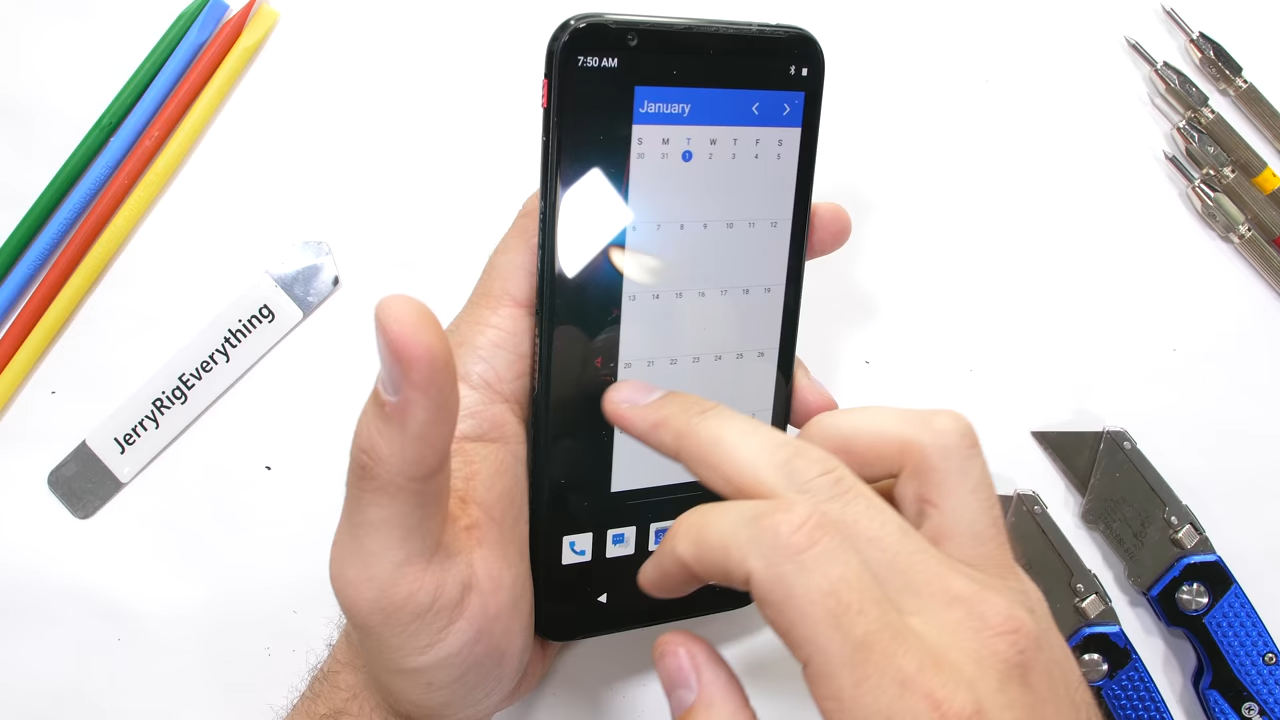 7:50 AM
January
S M T W T F S
30 31 1 2 3 4 5
6 7 8 9 10 11 12
13 14 15 16 17 18 19
20 21 22 23 24 25 26
JerryRigEverything